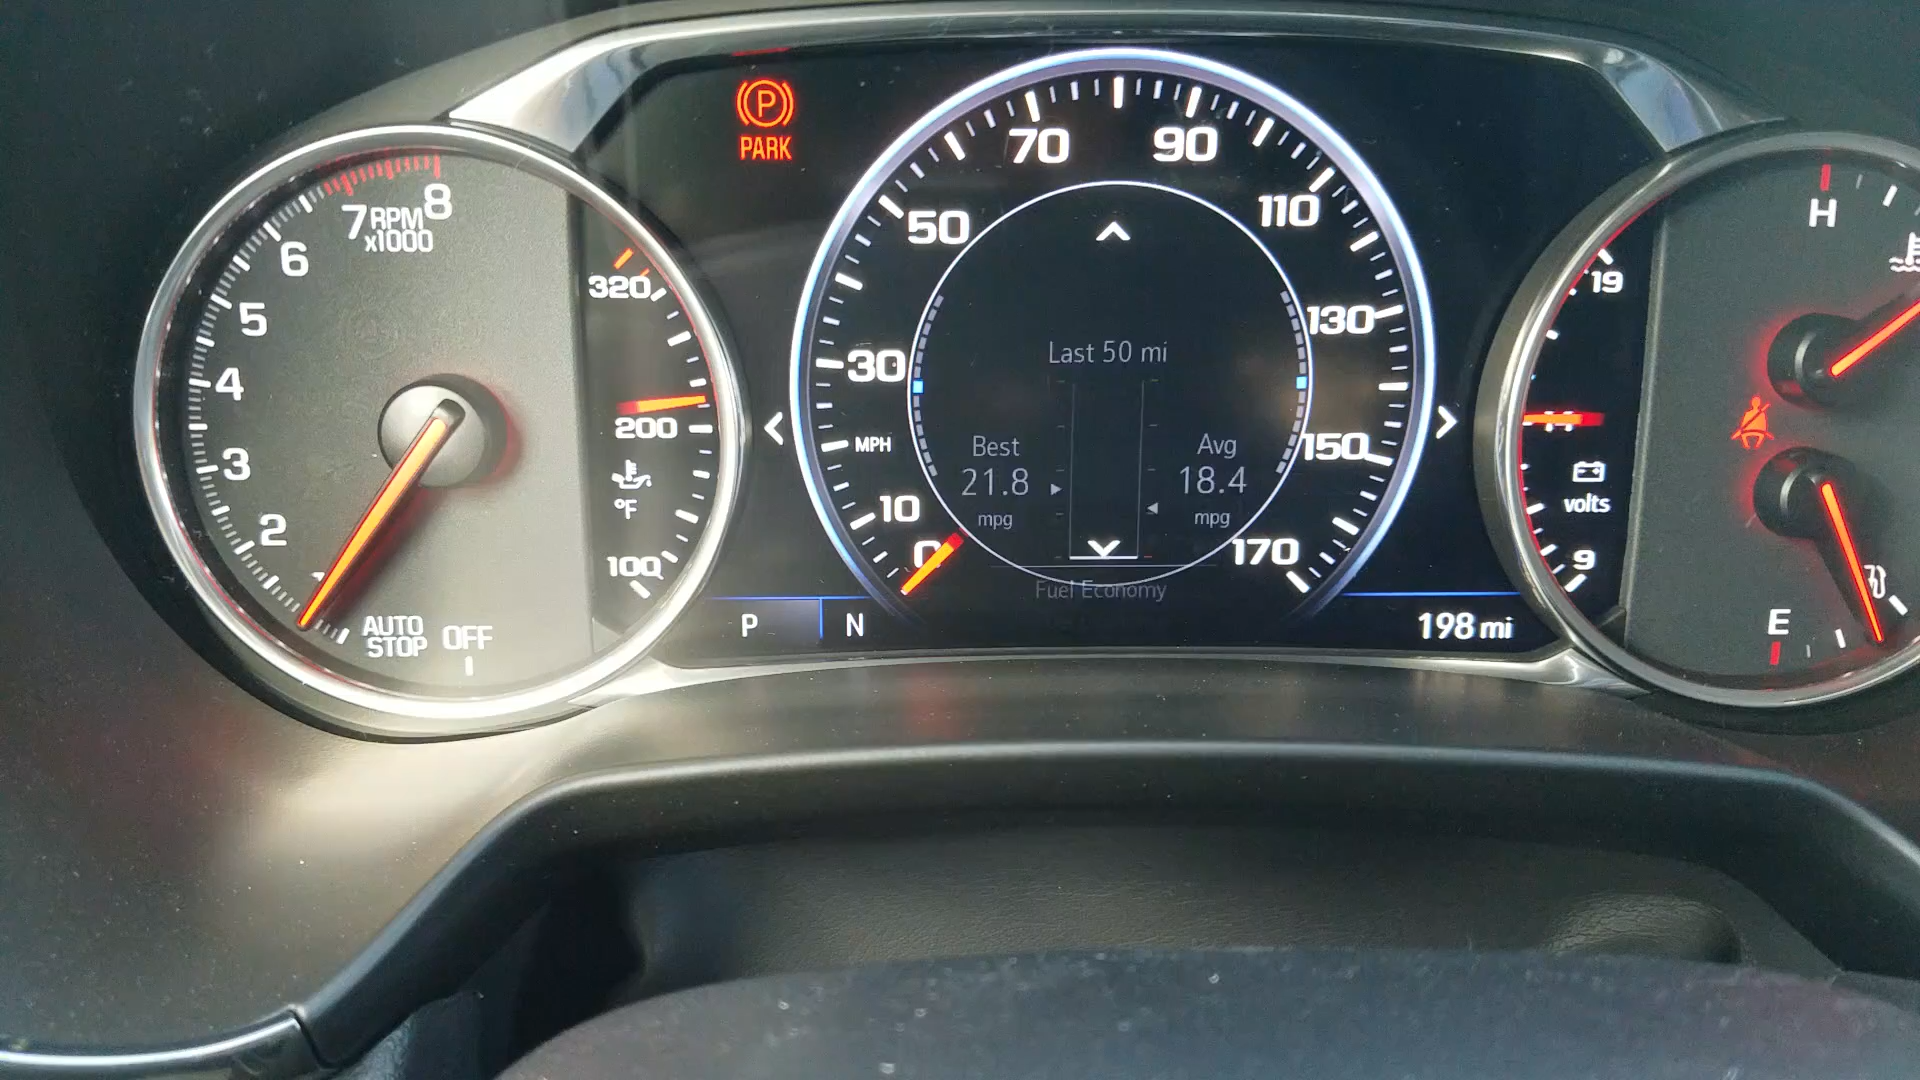 PARK
8
7 RPM
x1000
6
5
4
3
2
1
AUTO
STOP
OFF
320
200
°F
100
70
90
50
110
30
130
MPH
150
10
0
170
Last 50 mi
Best
21.8
mpg
Avg
18.4
mpg
Fuel Economy
P
N
198 mi
19
14
volts
9
H
E